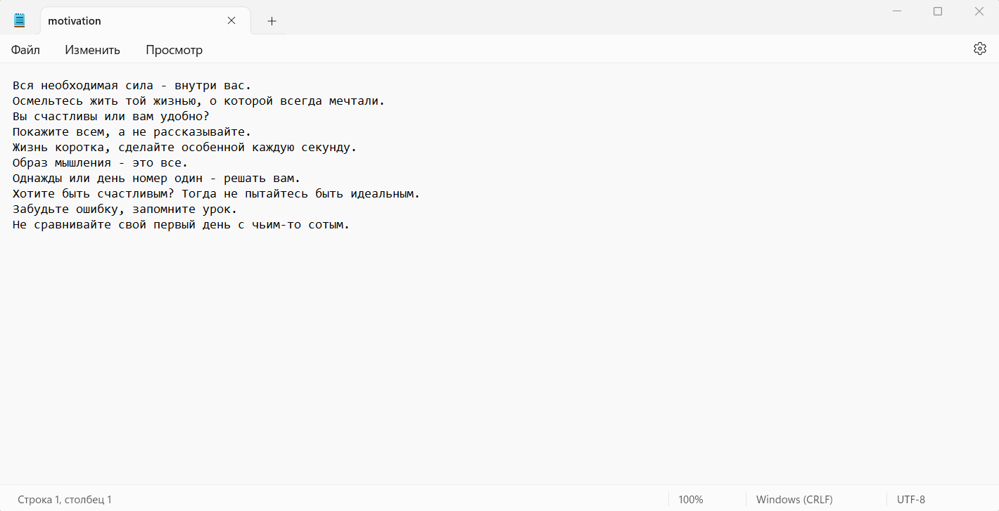 motivation
Файл Изменить Просмотр
Вся необходимая сила - внутри вас.
Осмельтесь жить той жизнью, о которой всегда мечтали.
Вы счастливы или вам удобно?
Покажите всем, а не рассказывайте.
Жизнь коротка, сделайте особенной каждую секунду.
Образ мышления - это все.
Однажды или день номер один - решать вам.
Хотите быть счастливым? Тогда не пытайтесь быть идеальным.
Забудьте ошибку, запомните урок.
Не сравнивайте свой первый день с чьим-то сотым.
Строка 1, столбец 1 100% Windows (CRLF) UTF-8